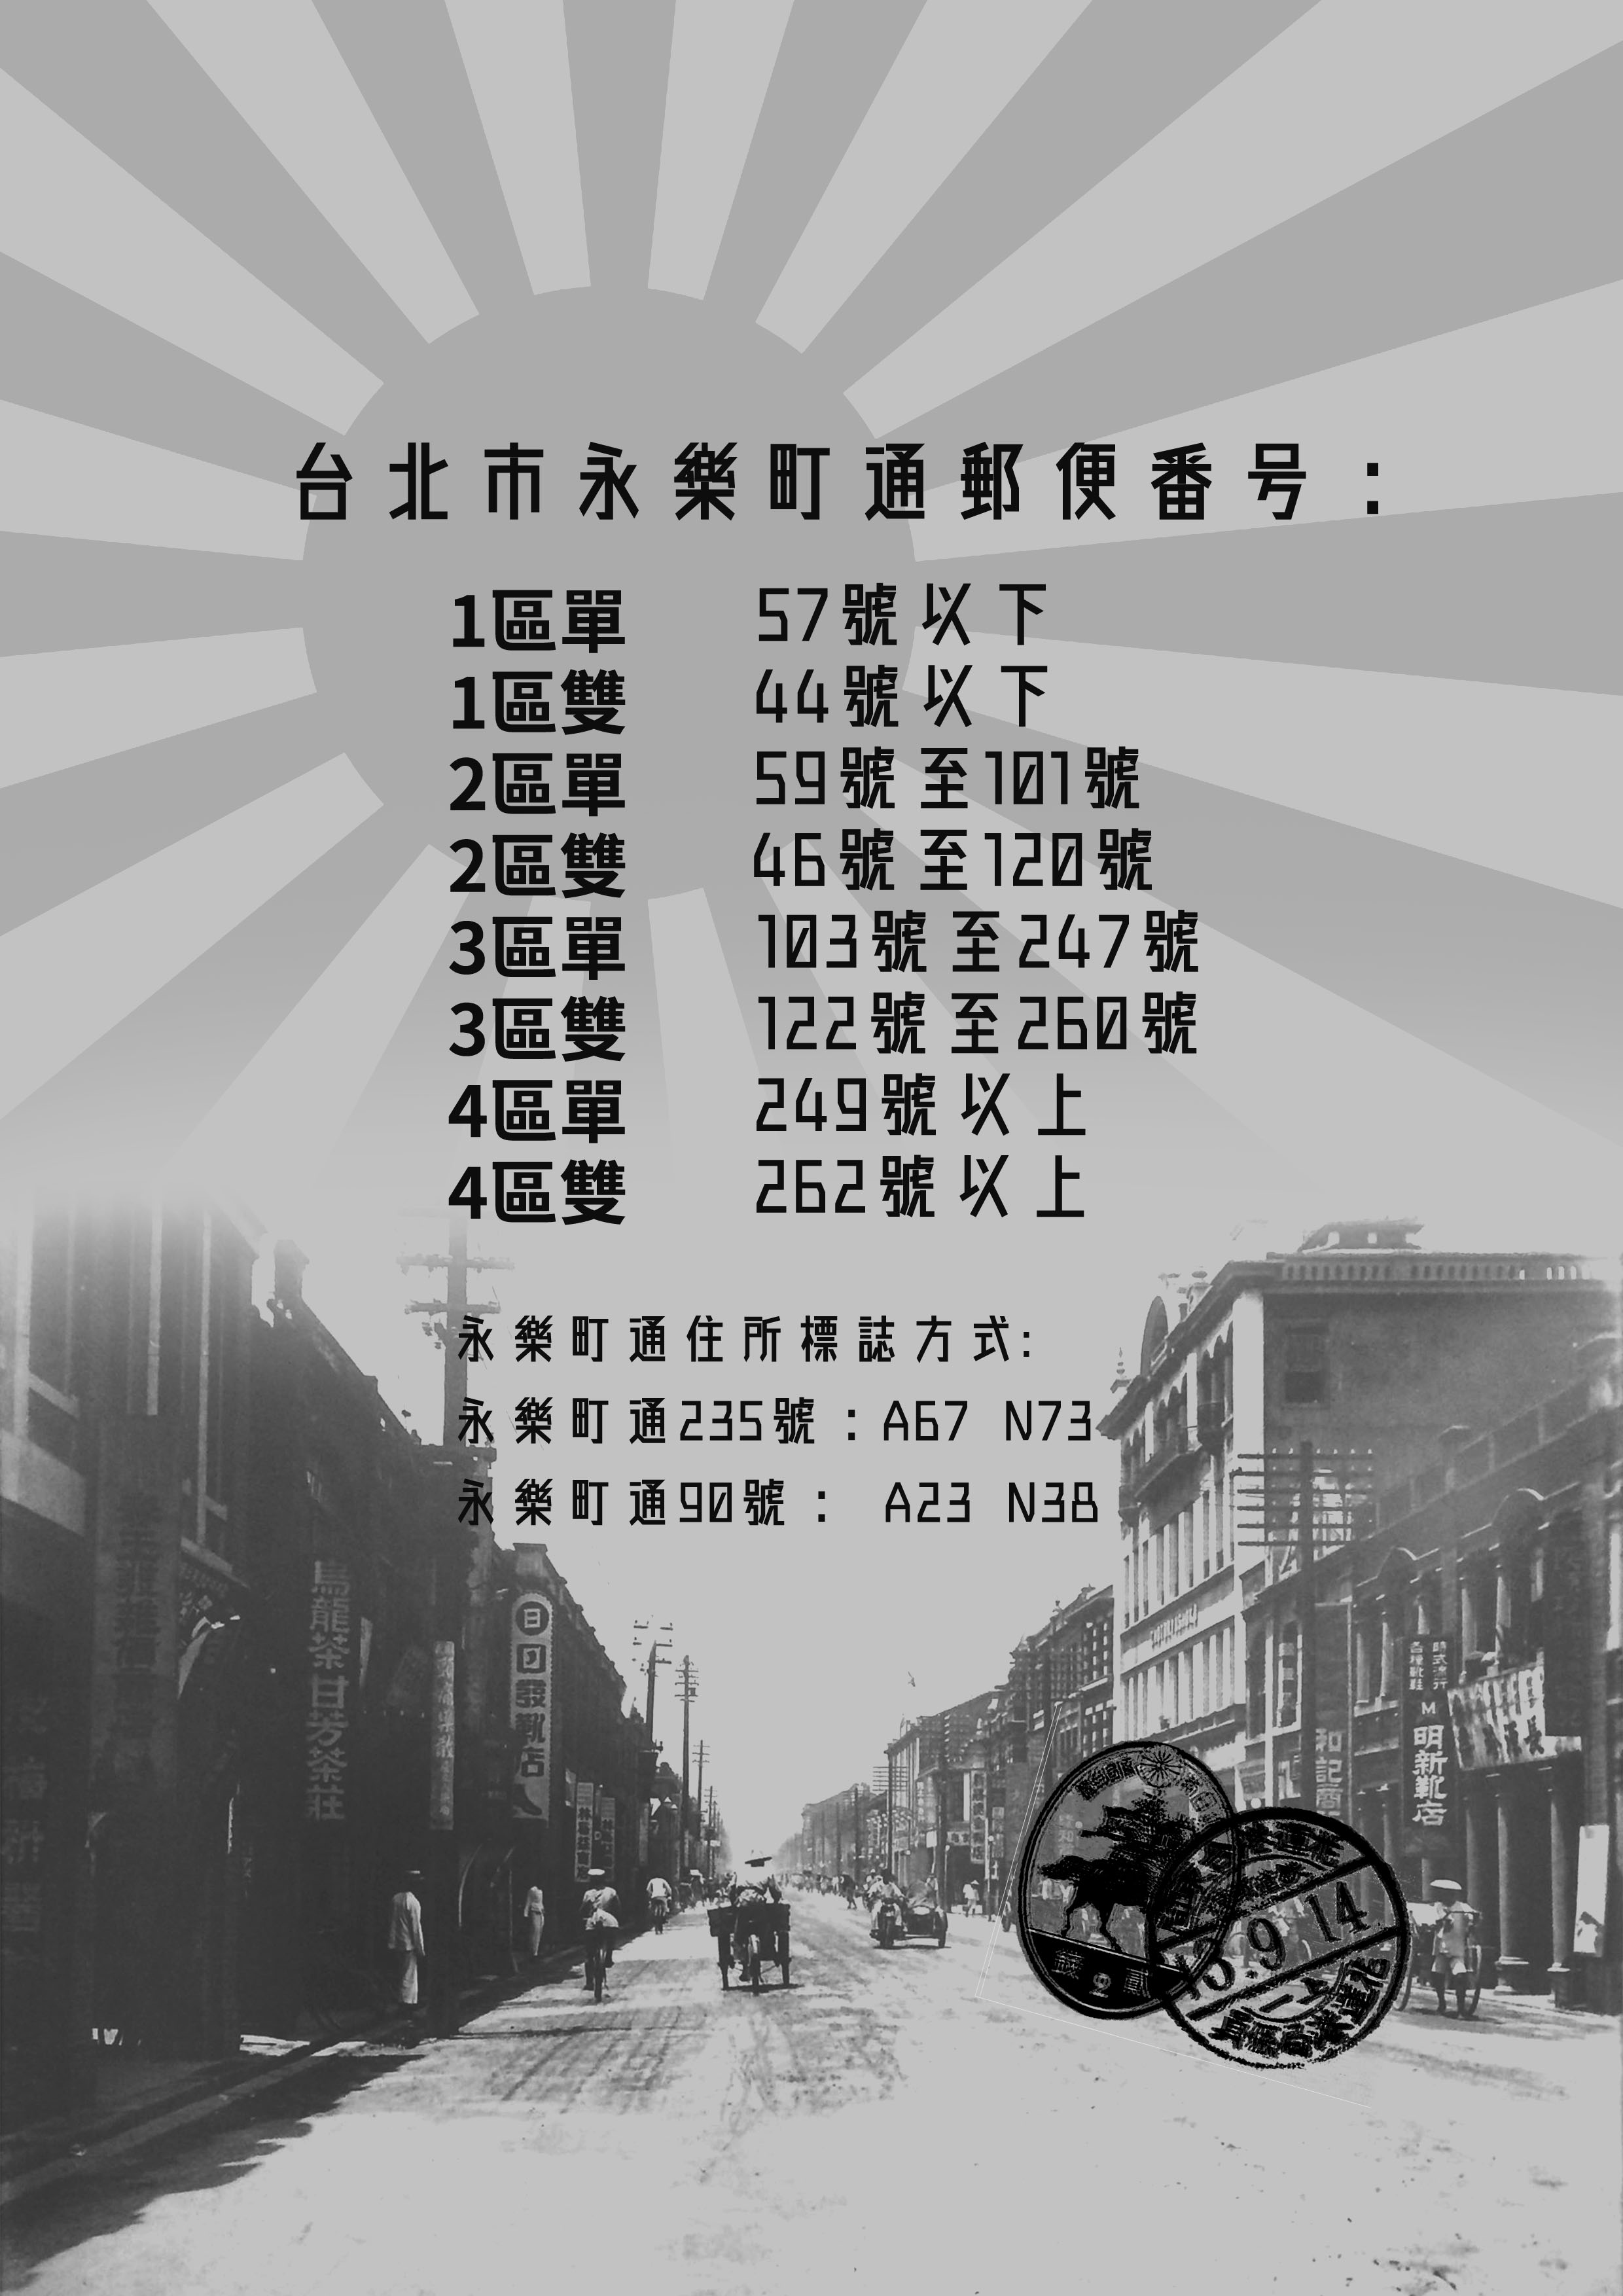 台北市永樂町通郵便番号：
1區單 57號以下
1區雙 44號以下
2區單 59號至101號
2區雙 46號至120號
3區單 103號至247號
3區雙 122號至260號
4區單 249號以上
4區雙 262號以上
永樂町通住所標誌方式:
永樂町通235號：A67 N73
永樂町通90號： A23 N38
烏龍茶甘芳茶莊
日
日發靴店
時式流行
各種靴鞋
M
明新靴店
和記商
9 14